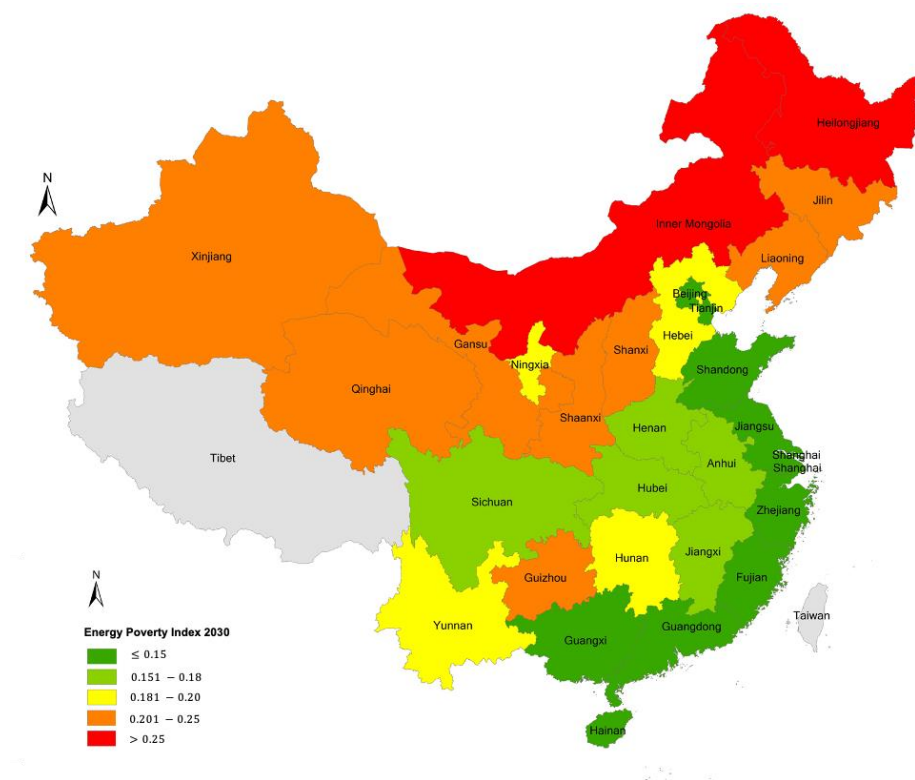 Heilongjiang
N
Jilin
Inner Mongolia
Xinjiang
Liaoning
Beijing
Tianjin
Hebei
Gansu
Shanxi
Ningxia
Shandong
Qinghai
Shaanxi
Henan
Jiangsu
Tibet
Shanghai
Anhui
Shanghai
Hubei
Sichuan
Zhejiang
Hunan
Jiangxi
Guizhou
Fujian
N
Taiwan
Yunnan
Guangdong
Guangxi
Energy Poverty Index 2030
≤ 0.15
0.151 – 0.18
0.181 – 0.20
0.201 – 0.25
> 0.25
Hainan